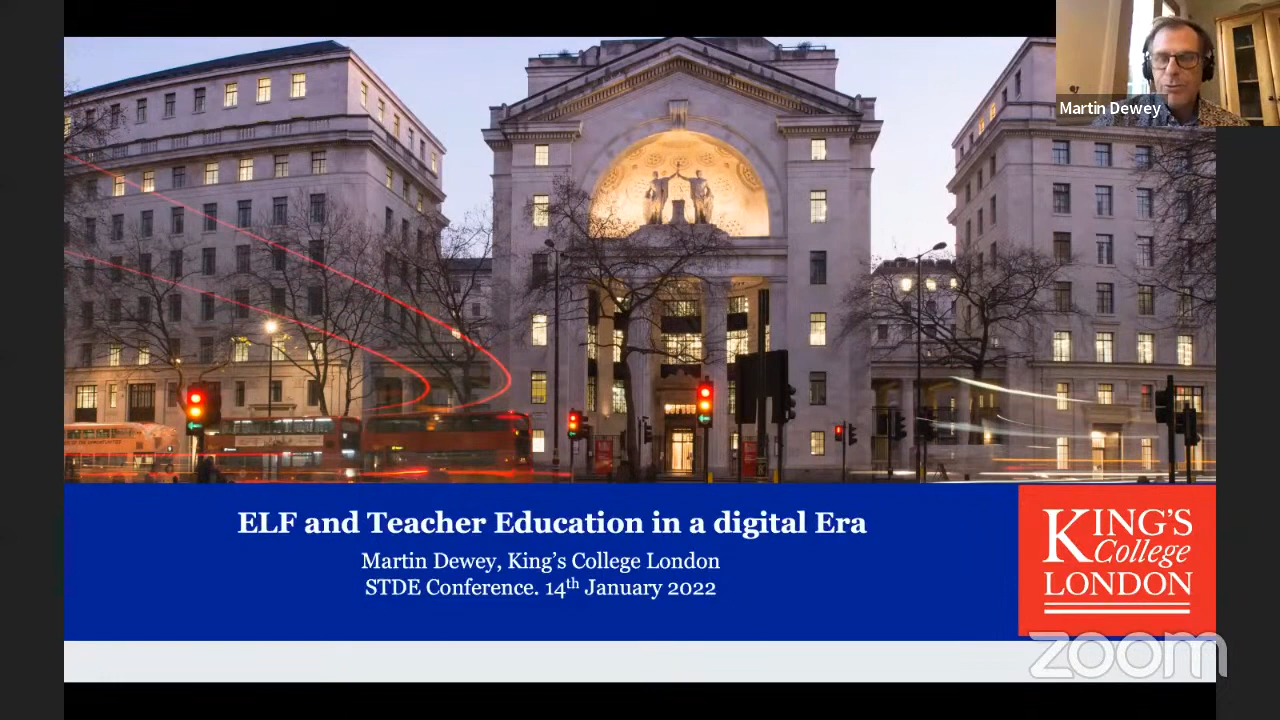 Martin Dewey
ELF and Teacher Education in a digital Era
Martin Dewey, King's College London
STDE Conference. 14th January 2022
KING'S
College
LONDON
zoom